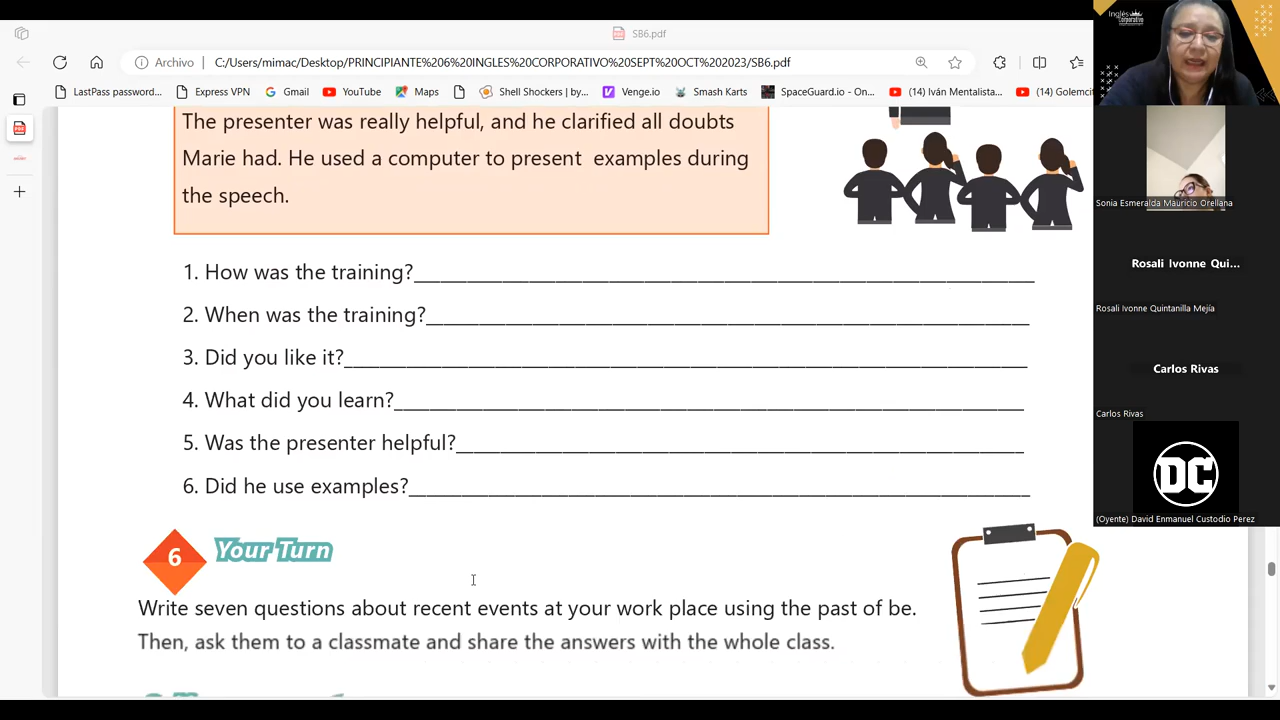 SB6.pdf
Archivo
C:/Users/mimac/Desktop/PRINCIPIANTE%206%20INGLES%20CORPORATIVO%20SEPT%20OCT%202023/SB6.pdf
LastPass password...
Express VPN
Gmail
YouTube
Maps
Shell Shockers | by...
Venge.io
Smash Karts
SpaceGuard.io - On...
(14) Iván Mentalista...
(14) Golemcit
The presenter was really helpful, and he clarified all doubts
Marie had. He used a computer to present examples during
the speech.
1. How was the training?
2. When was the training?
3. Did you like it?
4. What did you learn?
5. Was the presenter helpful?
6. Did he use examples?
6 Your Turn
Write seven questions about recent events at your work place using the past of be.
Then, ask them to a classmate and share the answers with the whole class.
Inglés
Corporativo
Sonia Esmeralda Mauricio Orellana
Rosali Ivonne Qui...
Rosali Ivonne Quintanilla Mejía
Carlos Rivas
Carlos Rivas
DC
(Oyente) David Enmanuel Custodio Perez